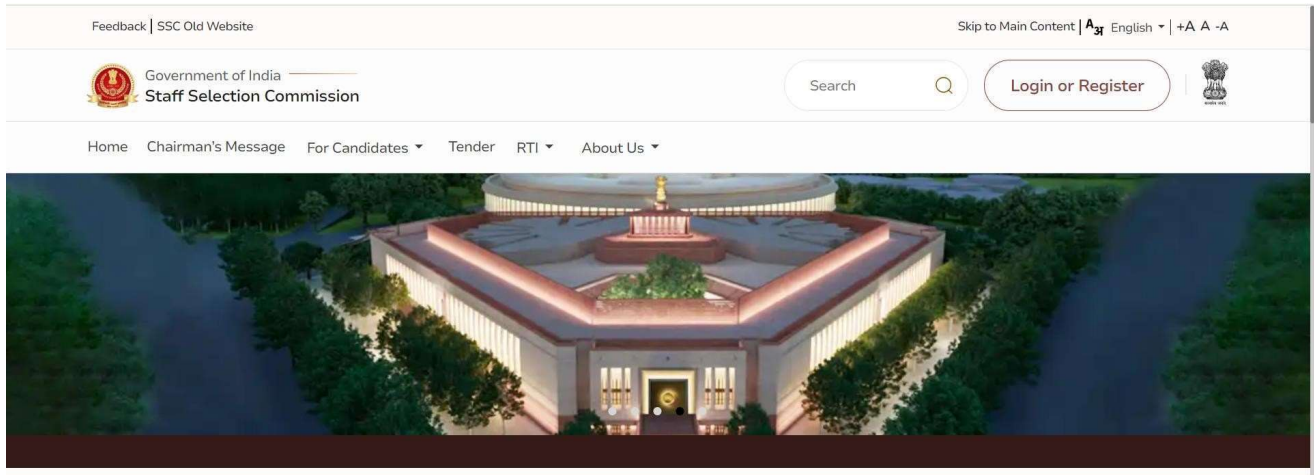 Feedback | SSC Old Website
Skip to Main Content | Aअ English | +A A -A
Government of India
Staff Selection Commission
Search
Login or Register
Home Chairman's Message For Candidates Tender RTI About Us